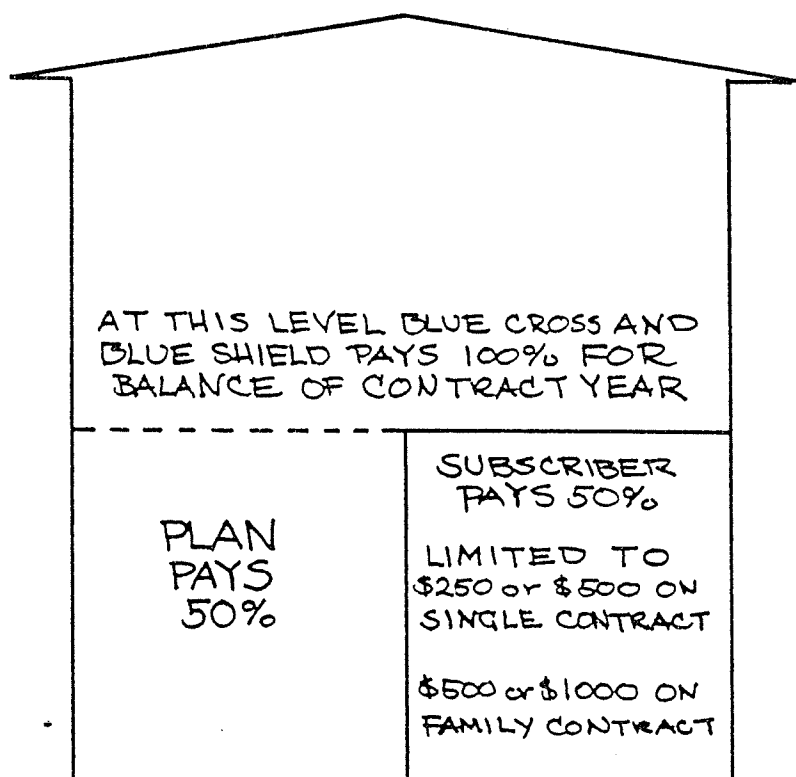 AT THIS LEVEL BLUE CROSS AND
BLUE SHIELD PAYS 100% FOR
BALANCE OF CONTRACT YEAR
PLAN
PAYS
50%
SUBSCRIBER
PAYS 50%
LIMITED TO
$250 or $500 ON
SINGLE CONTRACT
$500 or $1000 ON
FAMILY CONTRACT